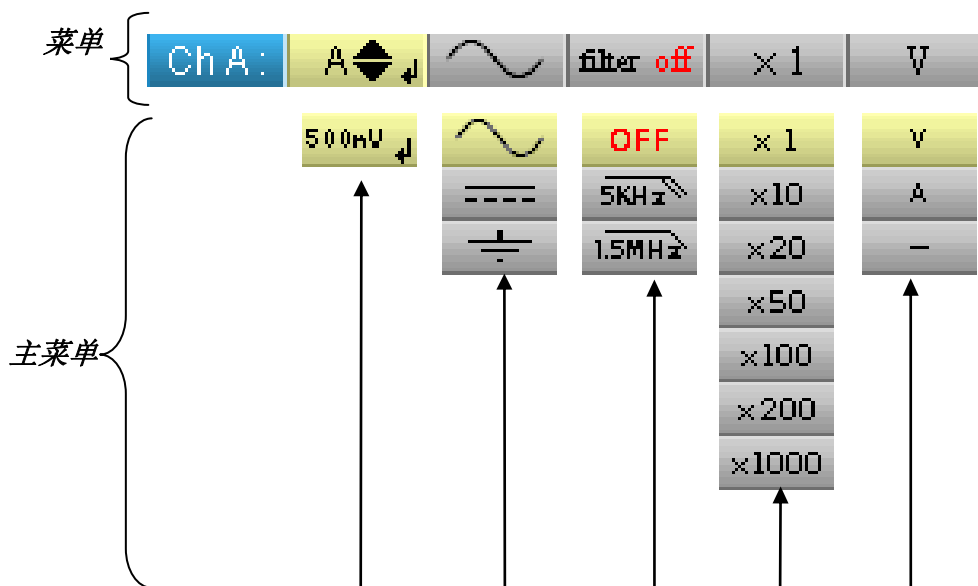 菜单
Ch A : A filter off ×1 V
500mV OFF ×1 V
5KHz ×10 A
1.5MHz ×20 –
×50
主菜单
×100
×200
×1000